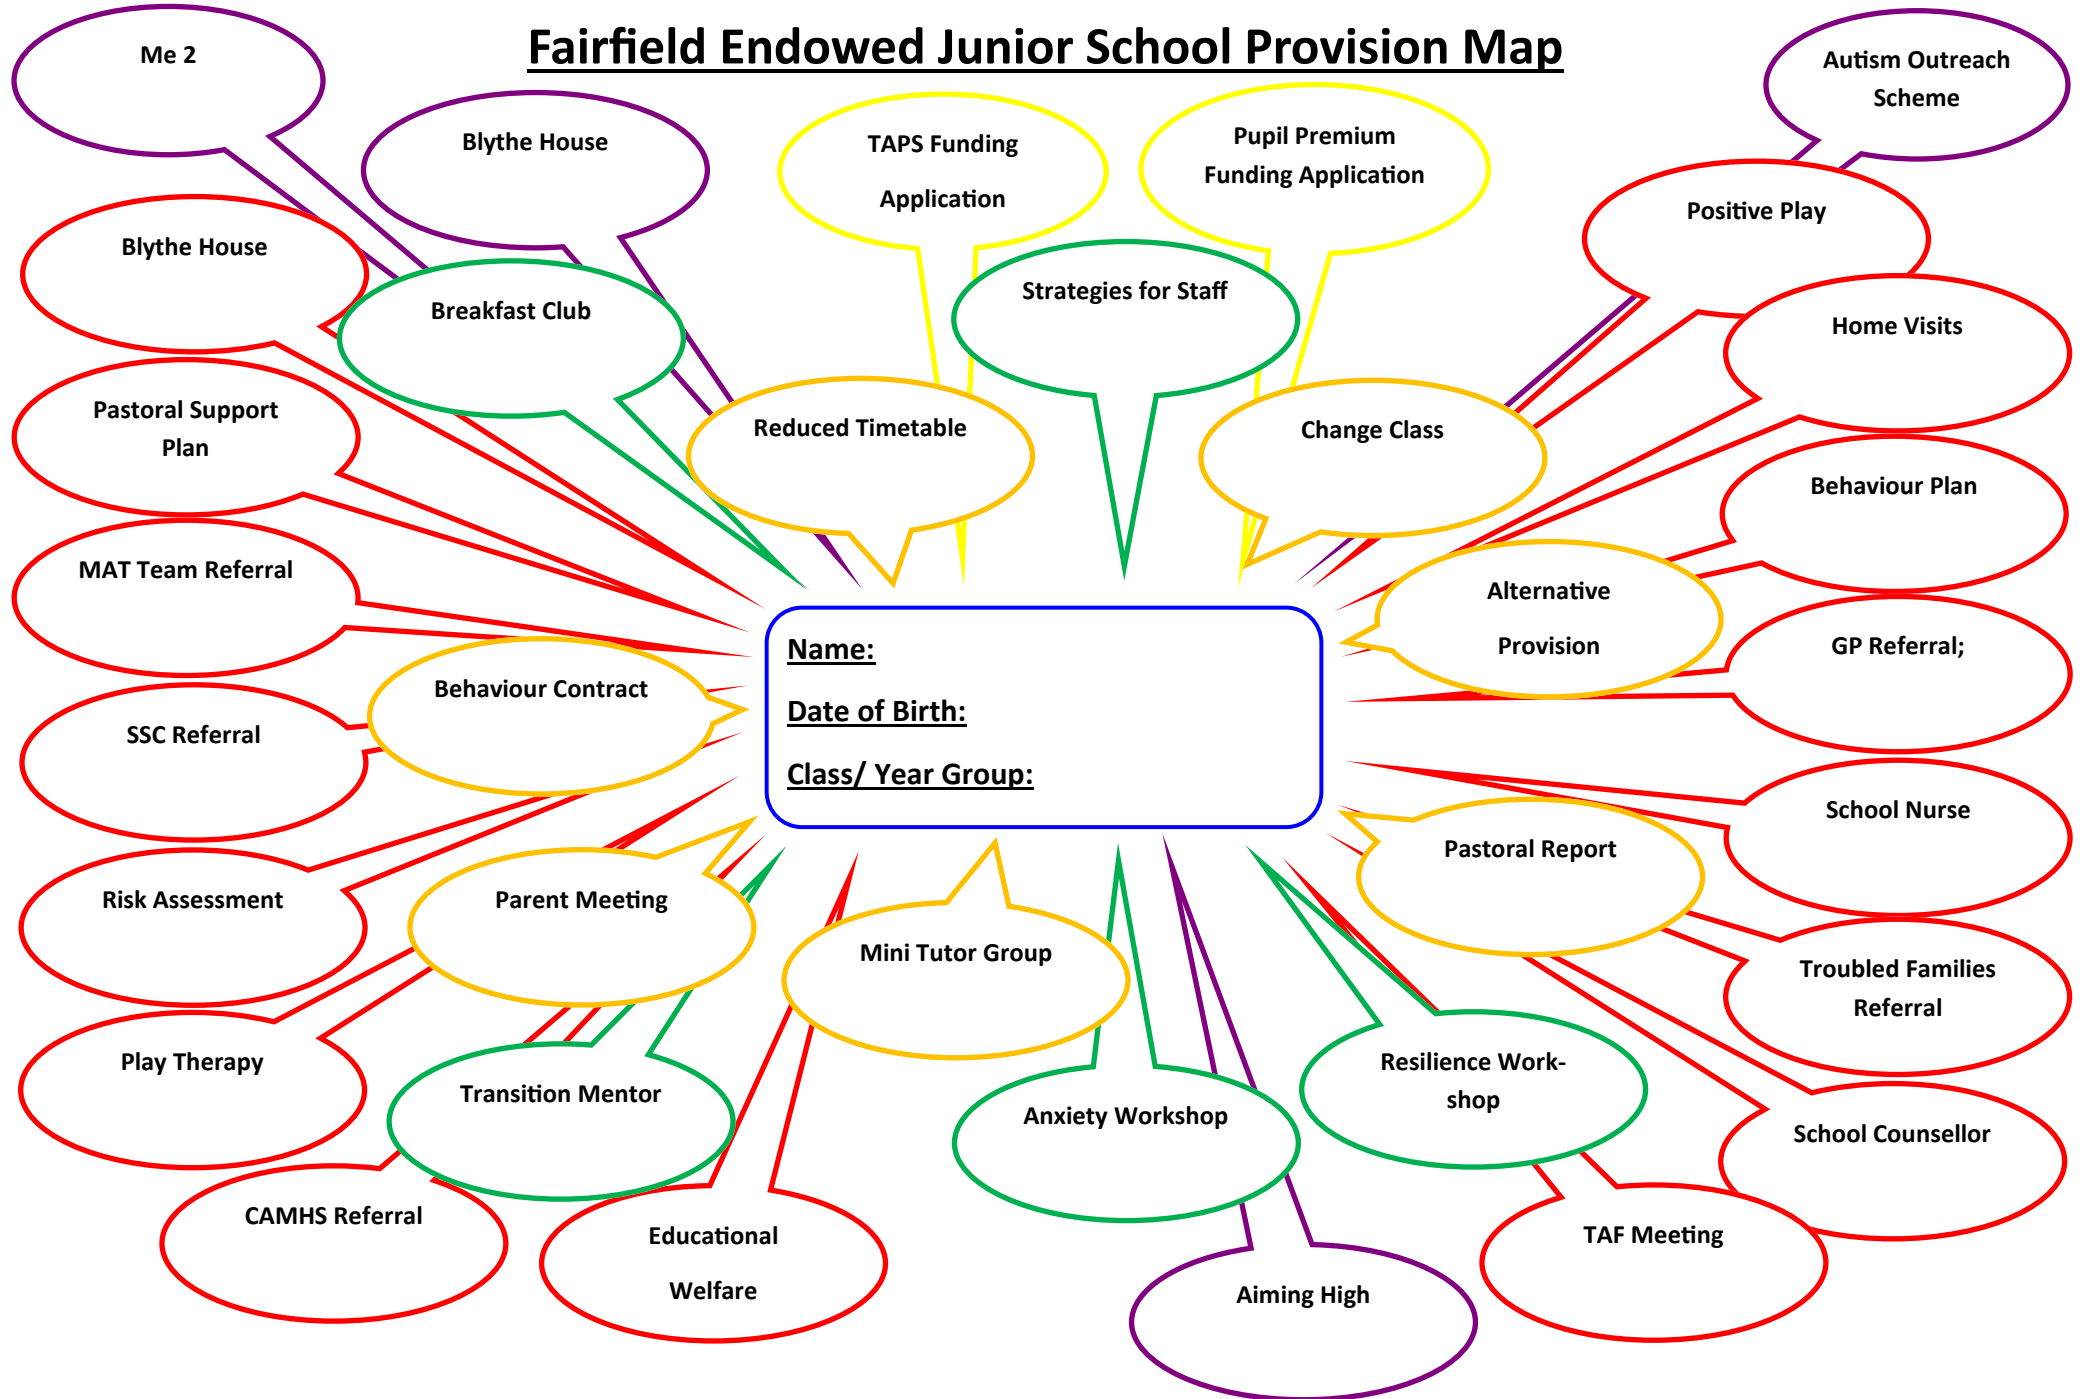 Fairfield Endowed Junior School Provision Map
Me 2
Autism Outreach
Scheme
Blythe House
TAPS Funding
Application
Pupil Premium
Funding Application
Positive Play
Blythe House
Breakfast Club
Strategies for Staff
Home Visits
Pastoral Support
Plan
Reduced Timetable
Change Class
Behaviour Plan
MAT Team Referral
Alternative
Provision
GP Referral;
Behaviour Contract
SSC Referral
Name:
Date of Birth:
Class/ Year Group:
School Nurse
Pastoral Report
Risk Assessment
Parent Meeting
Mini Tutor Group
Troubled Families
Referral
Play Therapy
Transition Mentor
Anxiety Workshop
Resilience Work-
shop
School Counsellor
CAMHS Referral
Educational
Welfare
Aiming High
TAF Meeting